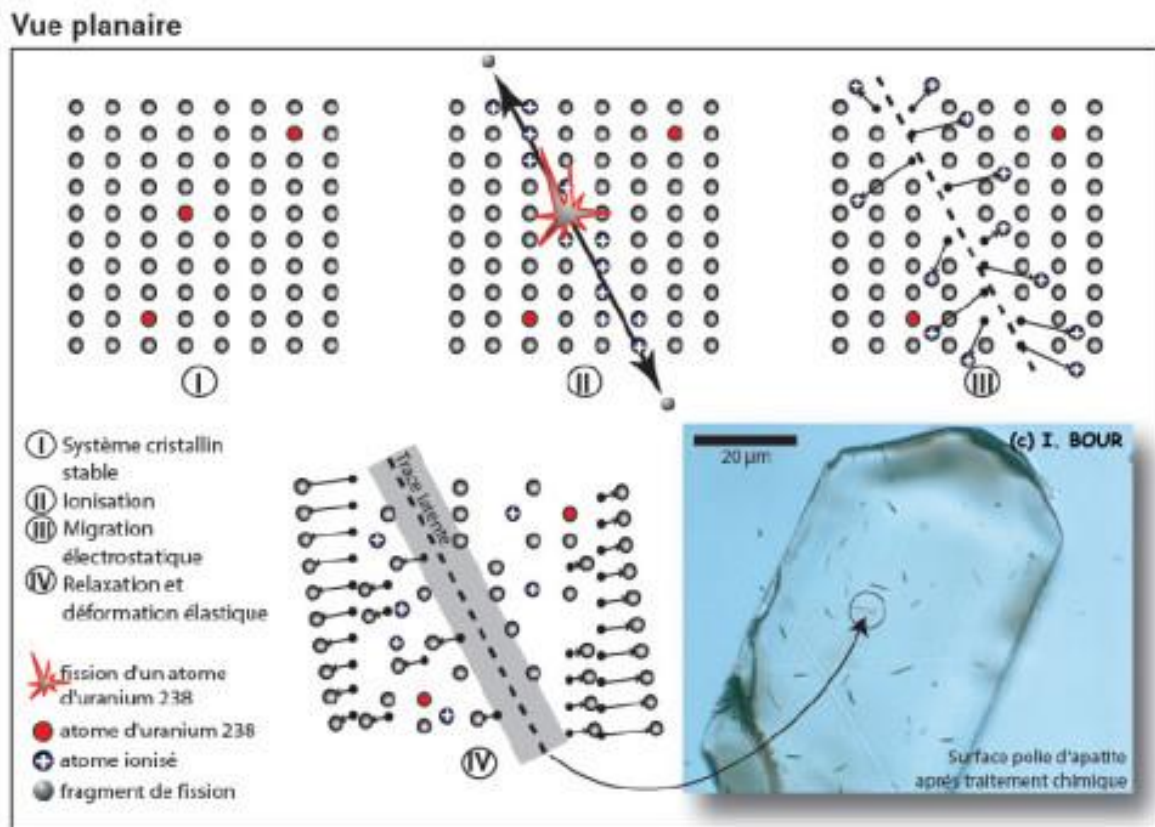 Vue planaire
I
II
III
I Système cristallin
stable
II Ionisation
III Migration
électrostatique
IV Relaxation et
déformation élastique
fission d'un atome
d'uranium 238
atome d'uranium 238
atome ionisé
fragment de fission
Trace latente
IV
(c) I. BOUR
20 µm
Surface polie d'apatite
aprés traitement chimique